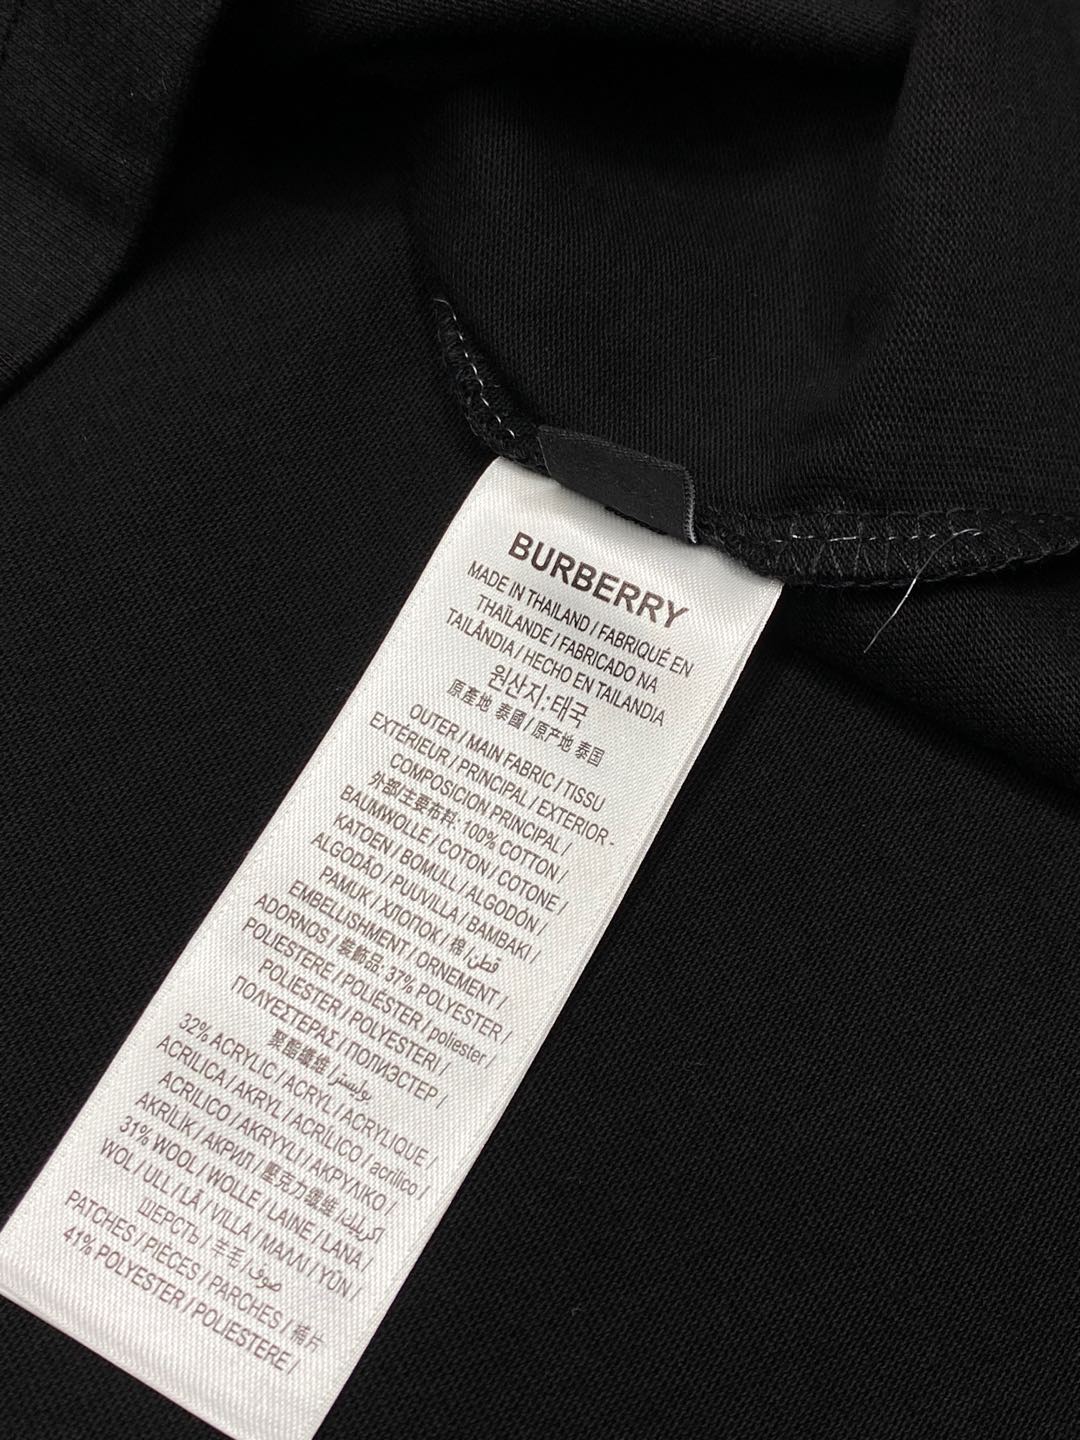 BURBERRY
MADE IN THAILAND / FABRIQUÉ EN
THAÏLANDE / FABRICADO NA
TAILÂNDIA / HECHO EN TAILANDIA
원산지:태국
原產地 泰國 / 原产地 泰国
OUTER / MAIN FABRIC / TISSU
EXTÉRIEUR / PRINCIPAL / EXTERIOR -
COMPOSICION PRINCIPAL /
外部主要布料: 100% COTTON /
BAUMWOLLE / COTON / COTONE /
KATOEN / BOMULL / ALGODÓN /
ALGODÃO / PUUVILLA / BAMBAKI /
PAMUK / ХЛОПОК / 棉 / قطن
EMBELLISHMENT / ORNEMENT /
ADORNOS / 裝飾品: 37% POLYESTER /
POLIESTERE / POLIÉSTER / poliester /
POLIESTER / POLYESTERI /
ΠΟΛΥΕΣΤΕΡΑΣ / ПОЛИЭСТЕР /
聚酯纖維 / بوليستر
32% ACRYLIC / ACRYL / ACRYLIQUE /
ACRILICA / AKRYL / ACRÍLICO / acrilico /
ACRILICO / AKRYYLI / ΑΚΡΥΛΙΚΟ /
AKRİLİK / АКРИЛ / 壓克力纖維 / اكريليك
31% WOOL / WOLLE / LAINE / LANA /
WOL / ULL / LÃ / VILLA / ΜΑΛΛΙ / YÜN /
ШЕРСТЬ / 羊毛 / صوف
PATCHES / PIÈCES / PARCHES / 補片
41% POLYESTER / POLIESTERE /